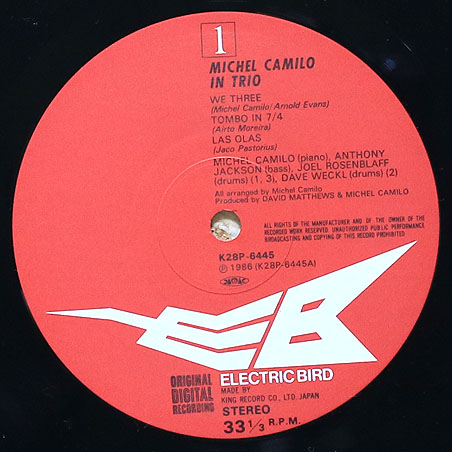 1
MICHEL CAMILO
IN TRIO
WE THREE
(Michel Camilo/Arnold Evans)
TOMBO IN 7/4
(Airto Moreira)
LAS OLAS
(Jaco Pastorius)
MICHEL CAMILO (piano), ANTHONY
JACKSON (bass), JOEL ROSENBLAFF
(drums) (1, 3), DAVE WECKL (drums) (2)
All arranged by Michel Camilo
Produced by DAVID MATTHEWS & MICHEL CAMILO
ALL RIGHTS OF THE MANUFACTURER AND OF THE OWNER OF THE
RECORDED WORK RESERVED. UNAUTHORIZED PUBLIC PERFORMANCE
BROADCASTING AND COPYING OF THIS RECORD PROHIBITED
K28P-6445
℗ 1986 (K28P-6445A)
EB
ELECTRIC BIRD
ORIGINAL
DIGITAL
RECORDING
MADE BY
KING RECORD CO., LTD. JAPAN
STEREO
33 1/3 R.P.M.